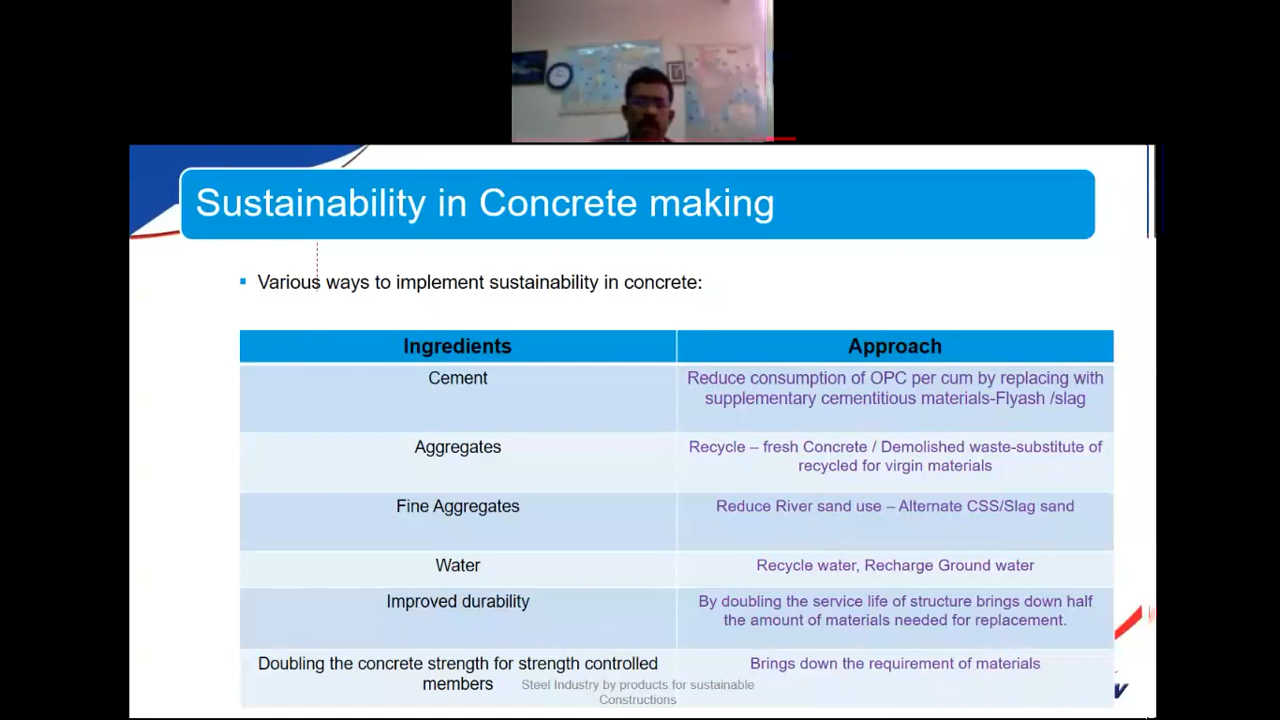 Sustainability in Concrete making
Various ways to implement sustainability in concrete:
Ingredients
Approach
Cement
Reduce consumption of OPC per cum by replacing with
supplementary cementitious materials-Flyash /slag
Aggregates
Recycle – fresh Concrete / Demolished waste-substitute of
recycled for virgin materials
Fine Aggregates
Reduce River sand use – Alternate CSS/Slag sand
Water
Recycle water, Recharge Ground water
Improved durability
By doubling the service life of structure brings down half
the amount of materials needed for replacement.
Doubling the concrete strength for strength controlled
members
Brings down the requirement of materials
Steel Industry by products for sustainable
Constructions